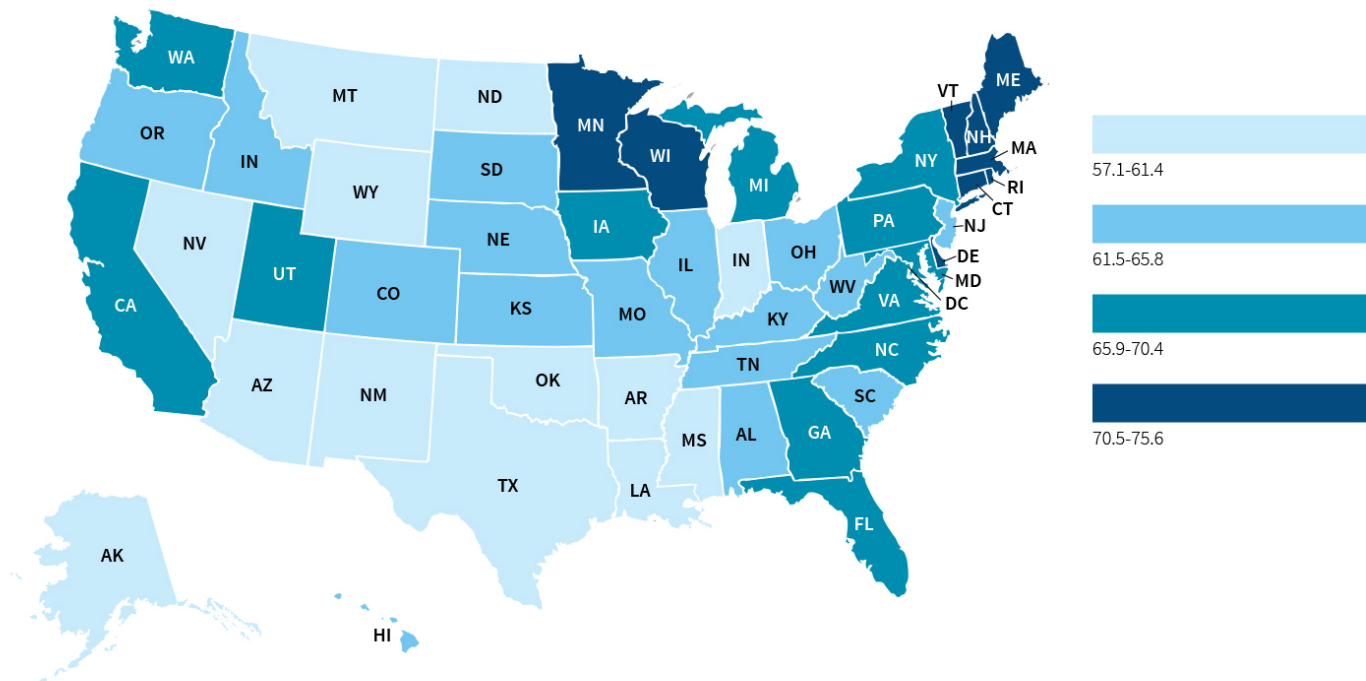 WA
MT
ND
MN
VT
ME
OR
IN
SD
WI
NH
MA
NY
MI
WY
RI
CT
NV
NE
IA
PA
NJ
UT
CO
IL
IN
OH
DE
MD
DC
CA
KS
MO
WV
VA
KY
NC
TN
AZ
NM
OK
AR
SC
MS
AL
GA
TX
LA
FL
AK
HI
57.1-61.4
61.5-65.8
65.9-70.4
70.5-75.6